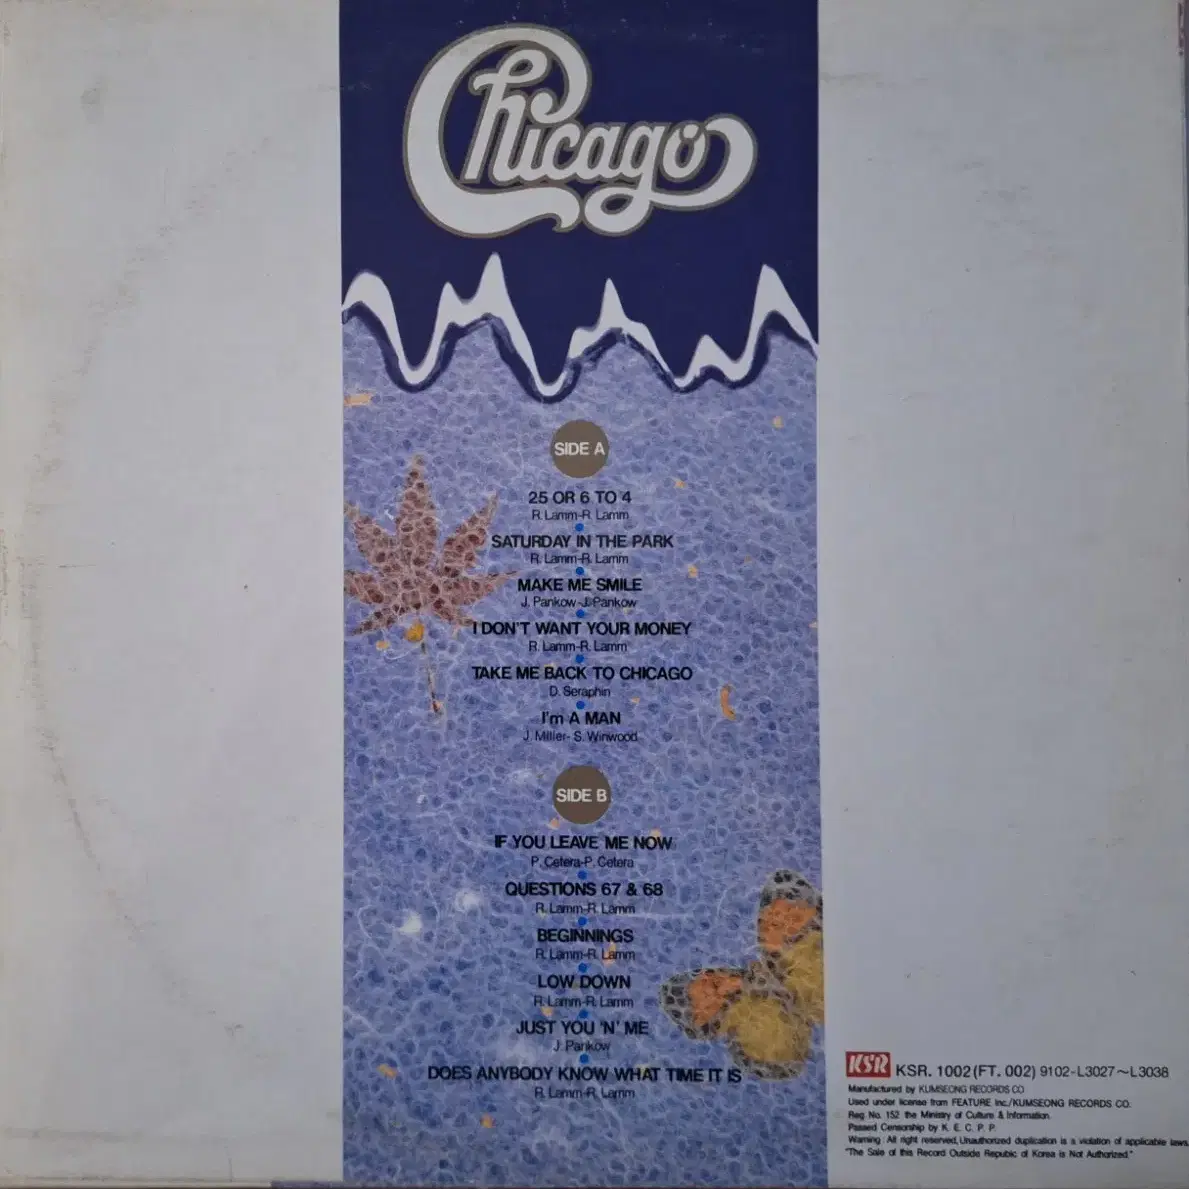 Chicago
SIDE A
25 OR 6 TO 4
R. Lamm-R. Lamm
SATURDAY IN THE PARK
R. Lamm-R. Lamm
MAKE ME SMILE
J. Pankow-J. Pankow
I DON'T WANT YOUR MONEY
R. Lamm-R. Lamm
TAKE ME BACK TO CHICAGO
D. Seraphin
I'm A MAN
J. Miller- S. Winwood
SIDE B
IF YOU LEAVE ME NOW
P. Cetera-P. Cetera
QUESTIONS 67 & 68
R. Lamm-R. Lamm
BEGINNINGS
R. Lamm-R. Lamm
LOW DOWN
R. Lamm-R. Lamm
JUST YOU 'N' ME
J. Pankow
DOES ANYBODY KNOW WHAT TIME IT IS
R. Lamm-R. Lamm
KSR KSR. 1002 (FT. 002) 9102-L3027~L3038
Manufactured by KUMSEONG RECORDS CO
Used under license from FEATURE Inc./KUMSEONG RECORDS CO.
Reg. No. 152 the Ministry of Culture & Information.
Passed Censorship by K. E. C. P. P.
Warning: All right reserved, Unauthorized duplication is a violation of applicable laws.
"The Sale of this Record Outside Republic of Korea is Not Authorized."